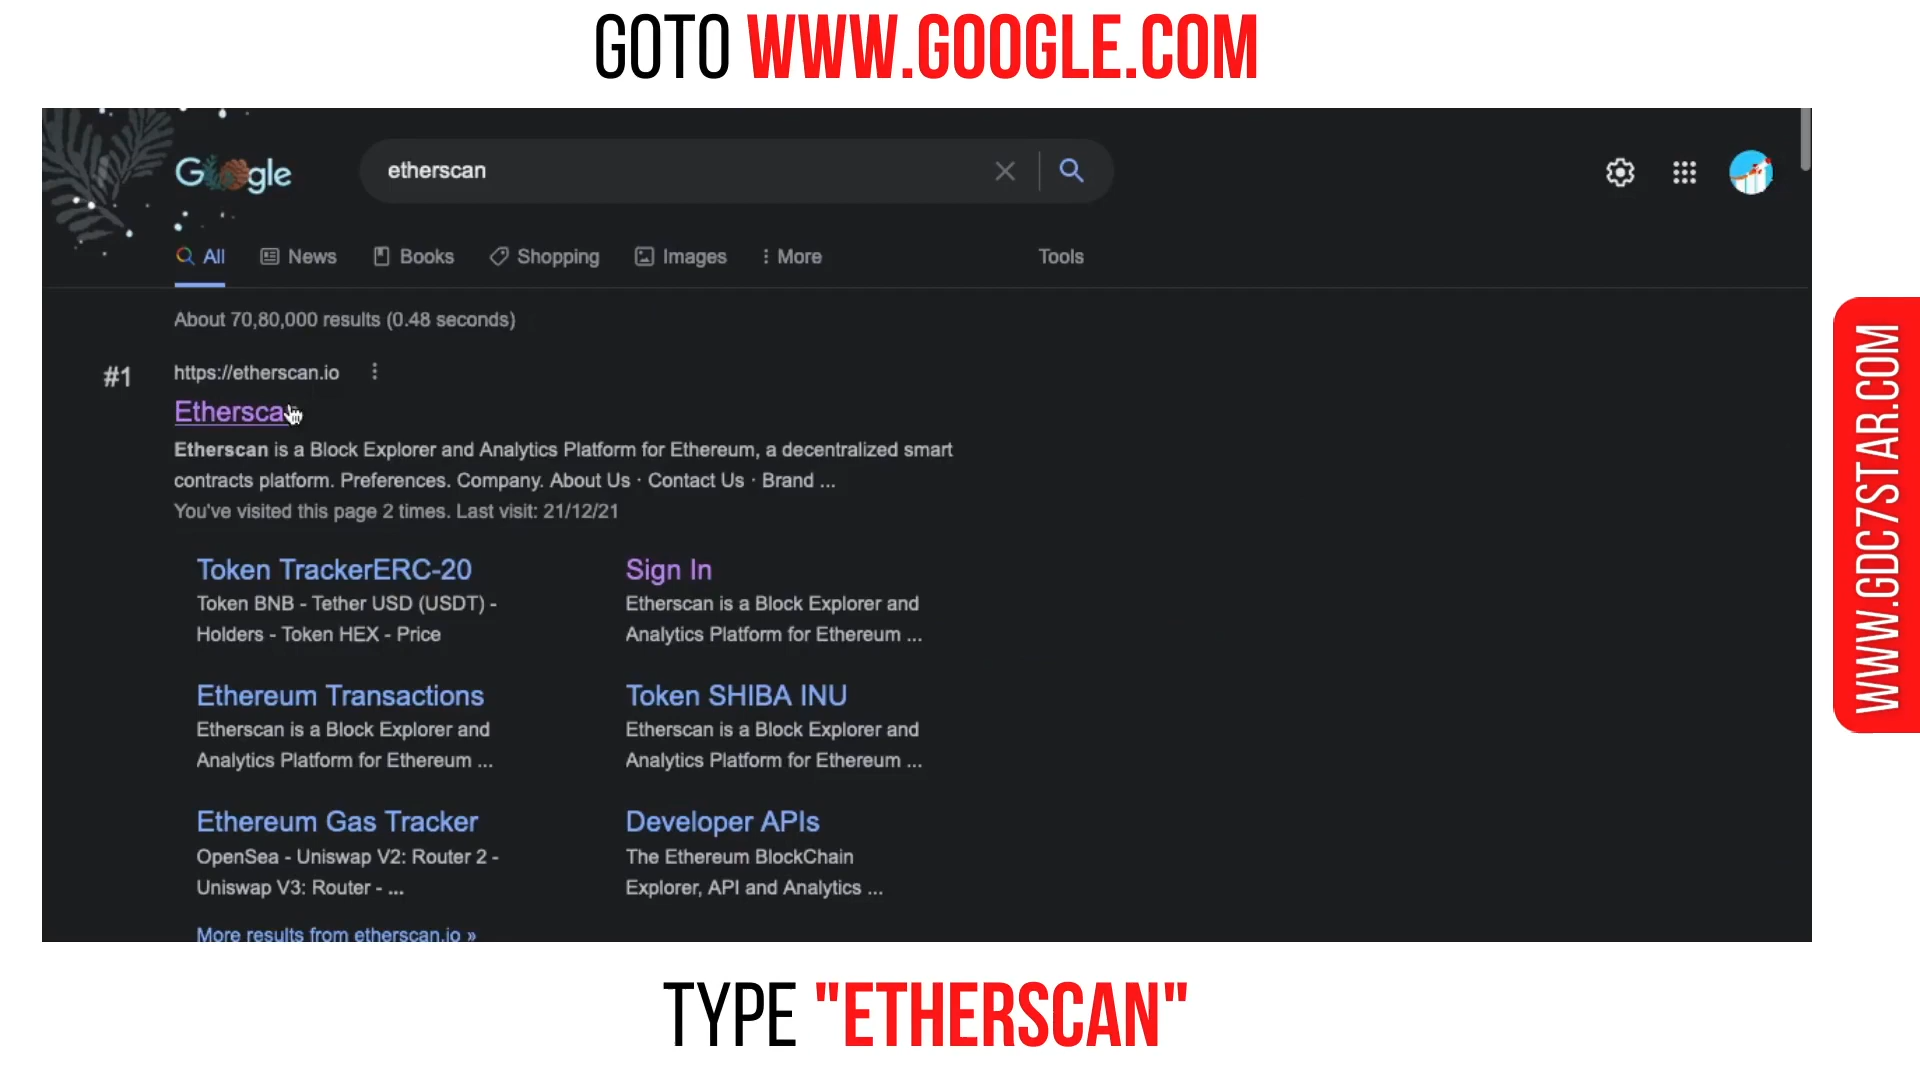 GOTO WWW.GOOGLE.COM
Google
etherscan
All News Books Shopping Images More Tools
About 70,80,000 results (0.48 seconds)
#1 https://etherscan.io
Etherscan
Etherscan is a Block Explorer and Analytics Platform for Ethereum, a decentralized smart
contracts platform. Preferences. Company. About Us · Contact Us · Brand ...
You've visited this page 2 times. Last visit: 21/12/21
Token TrackerERC-20
Token BNB - Tether USD (USDT) -
Holders - Token HEX - Price
Sign In
Etherscan is a Block Explorer and
Analytics Platform for Ethereum ...
Ethereum Transactions
Etherscan is a Block Explorer and
Analytics Platform for Ethereum ...
Token SHIBA INU
Etherscan is a Block Explorer and
Analytics Platform for Ethereum ...
Ethereum Gas Tracker
OpenSea - Uniswap V2: Router 2 -
Uniswap V3: Router - ...
Developer APIs
The Ethereum BlockChain
Explorer, API and Analytics ...
More results from etherscan.io »
WWW.GDC7STAR.COM
TYPE "ETHERSCAN"